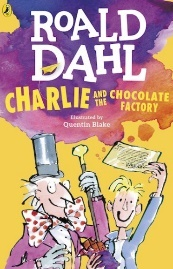 ROALD
DAHL
CHARLIE AND THE CHOCOLATE
FACTORY
Illustrated by
Quentin Blake